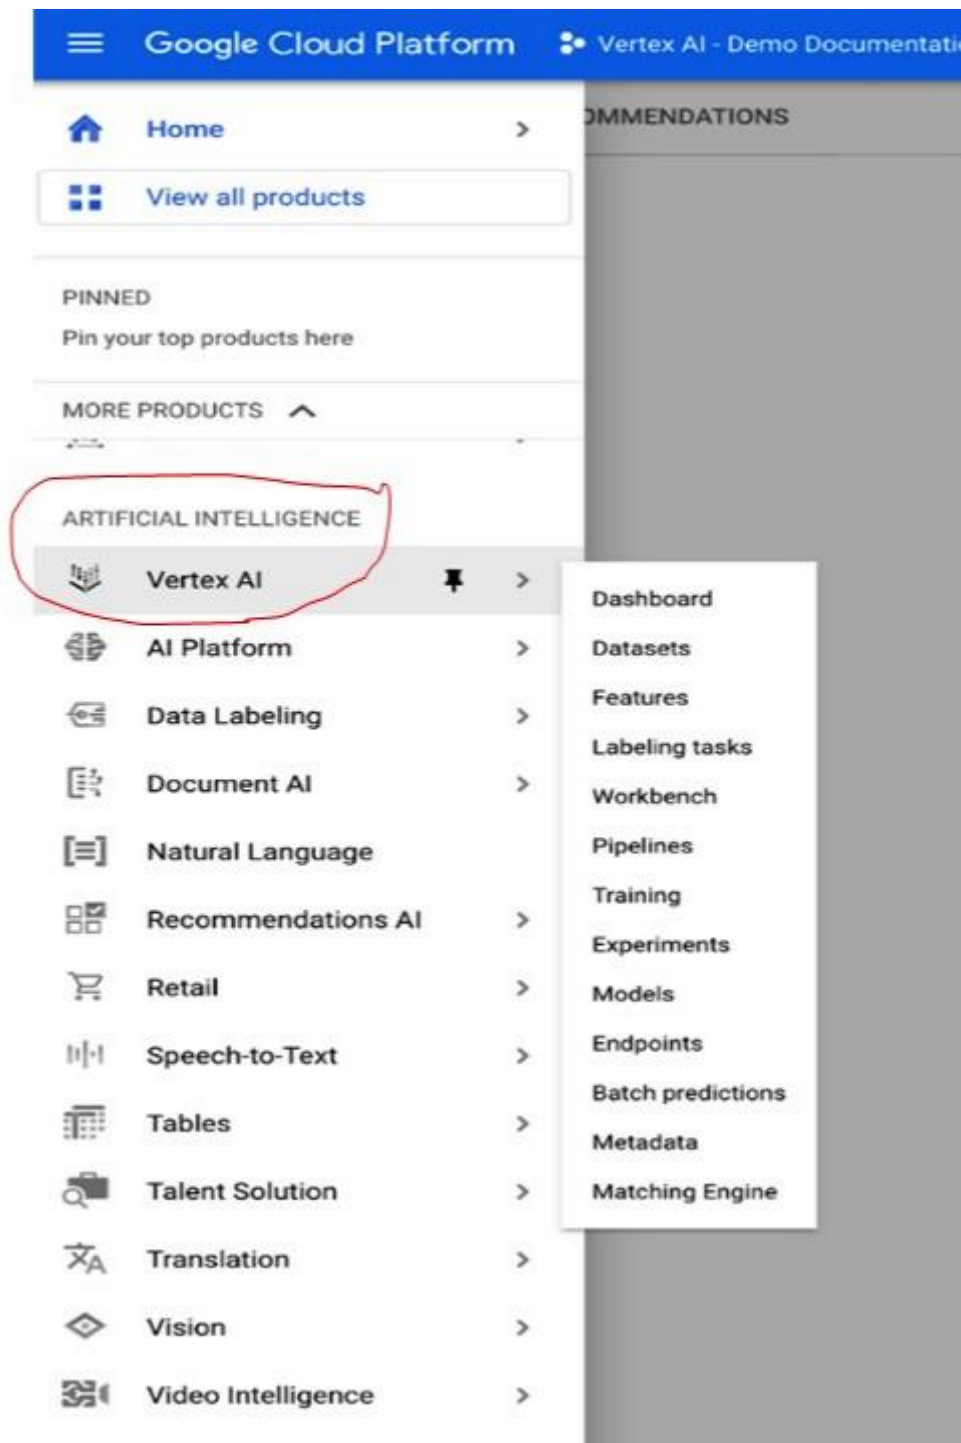 Google Cloud Platform
Vertex AI - Demo Documentati
Home
OMMENDATIONS
View all products
PINNED
Pin your top products here
MORE PRODUCTS
ARTIFICIAL INTELLIGENCE
Vertex AI
AI Platform
Data Labeling
Document AI
Natural Language
Recommendations AI
Retail
Speech-to-Text
Tables
Talent Solution
Translation
Vision
Video Intelligence
Dashboard
Datasets
Features
Labeling tasks
Workbench
Pipelines
Training
Experiments
Models
Endpoints
Batch predictions
Metadata
Matching Engine